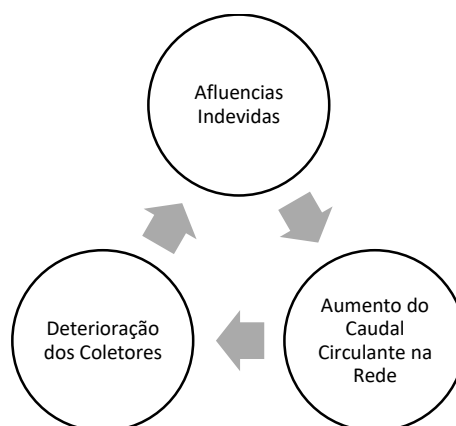 Afluencias
Indevidas
Aumento do
Caudal
Circulante na
Rede
Deterioração
dos Coletores